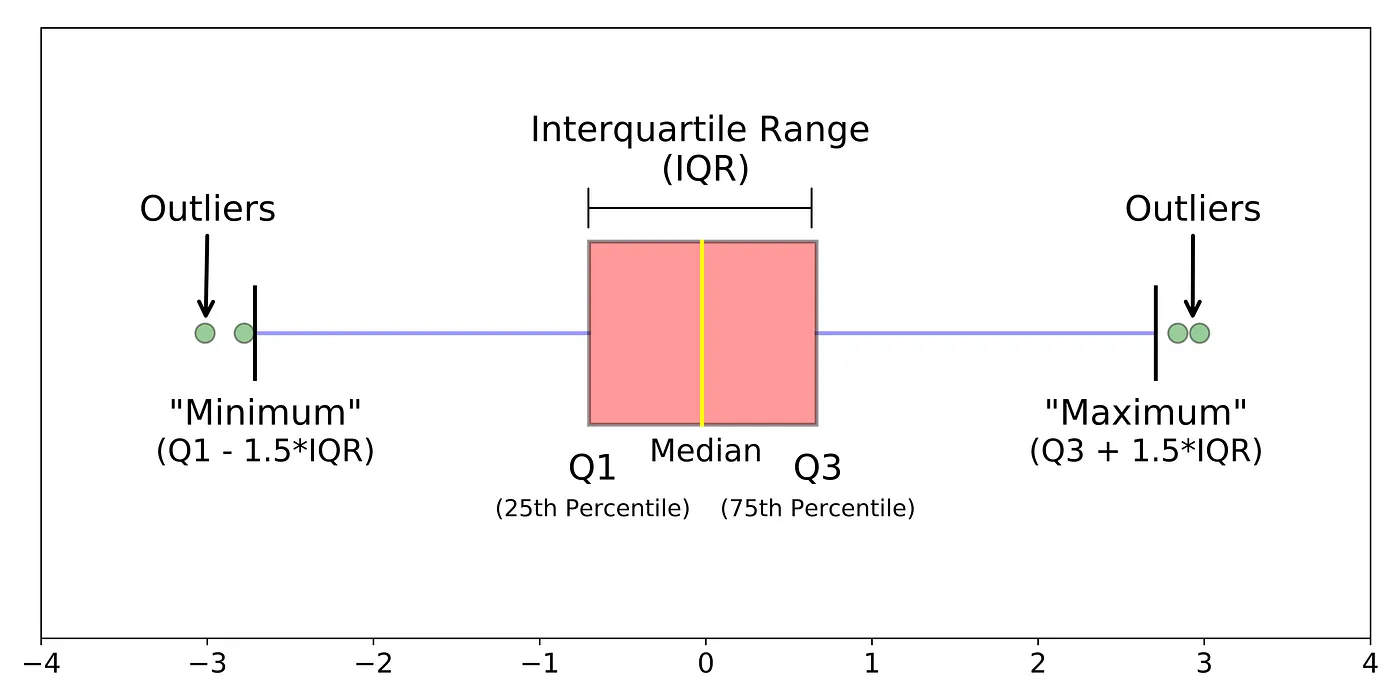 Interquartile Range
(IQR)
Outliers
Outliers
"Minimum"
(Q1 - 1.5*IQR)
"Maximum"
(Q3 + 1.5*IQR)
Median
Q1
Q3
(25th Percentile)
(75th Percentile)
−4
−3
−2
−1
0
1
2
3
4